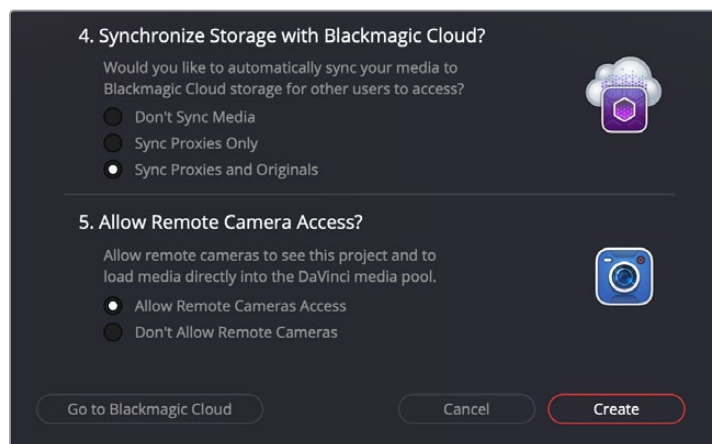 4. Synchronize Storage with Blackmagic Cloud?
Would you like to automatically sync your media to
Blackmagic Cloud storage for other users to access?
Don't Sync Media
Sync Proxies Only
Sync Proxies and Originals
5. Allow Remote Camera Access?
Allow remote cameras to see this project and to
load media directly into the DaVinci media pool.
Allow Remote Cameras Access
Don't Allow Remote Cameras
Go to Blackmagic Cloud
Cancel
Create